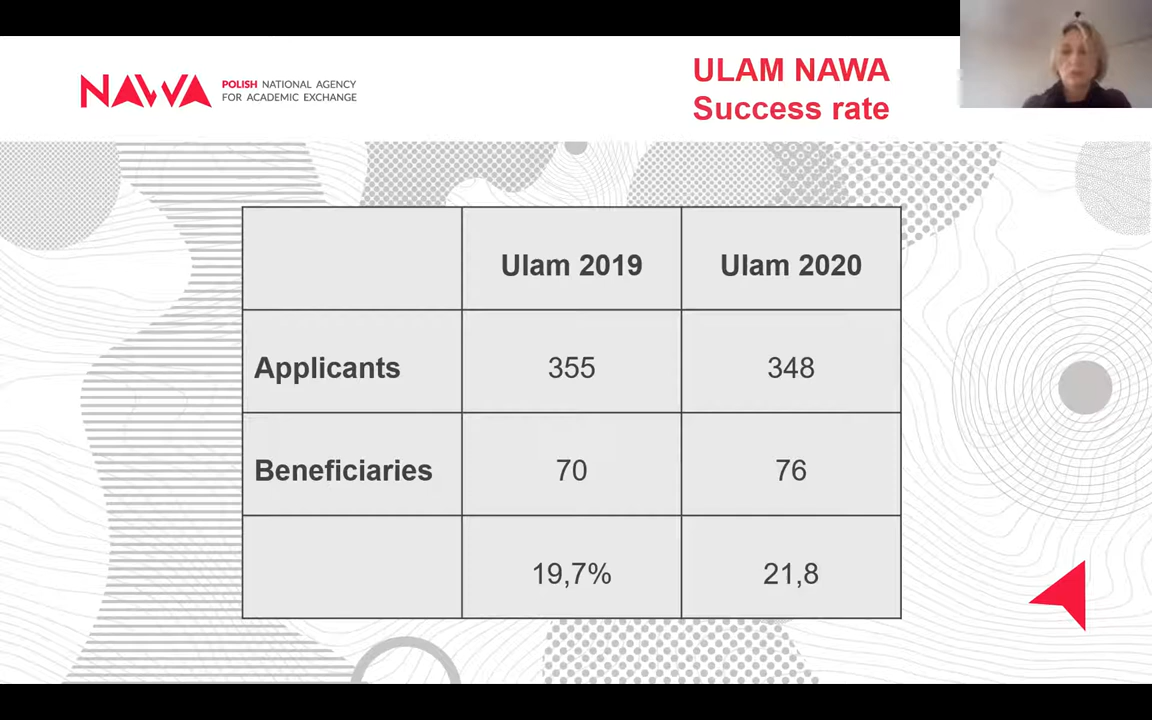 NAWA
POLISH NATIONAL AGENCY
FOR ACADEMIC EXCHANGE
ULAM NAWA
Success rate
Ulam 2019 Ulam 2020
Applicants 355 348
Beneficiaries 70 76
19,7% 21,8